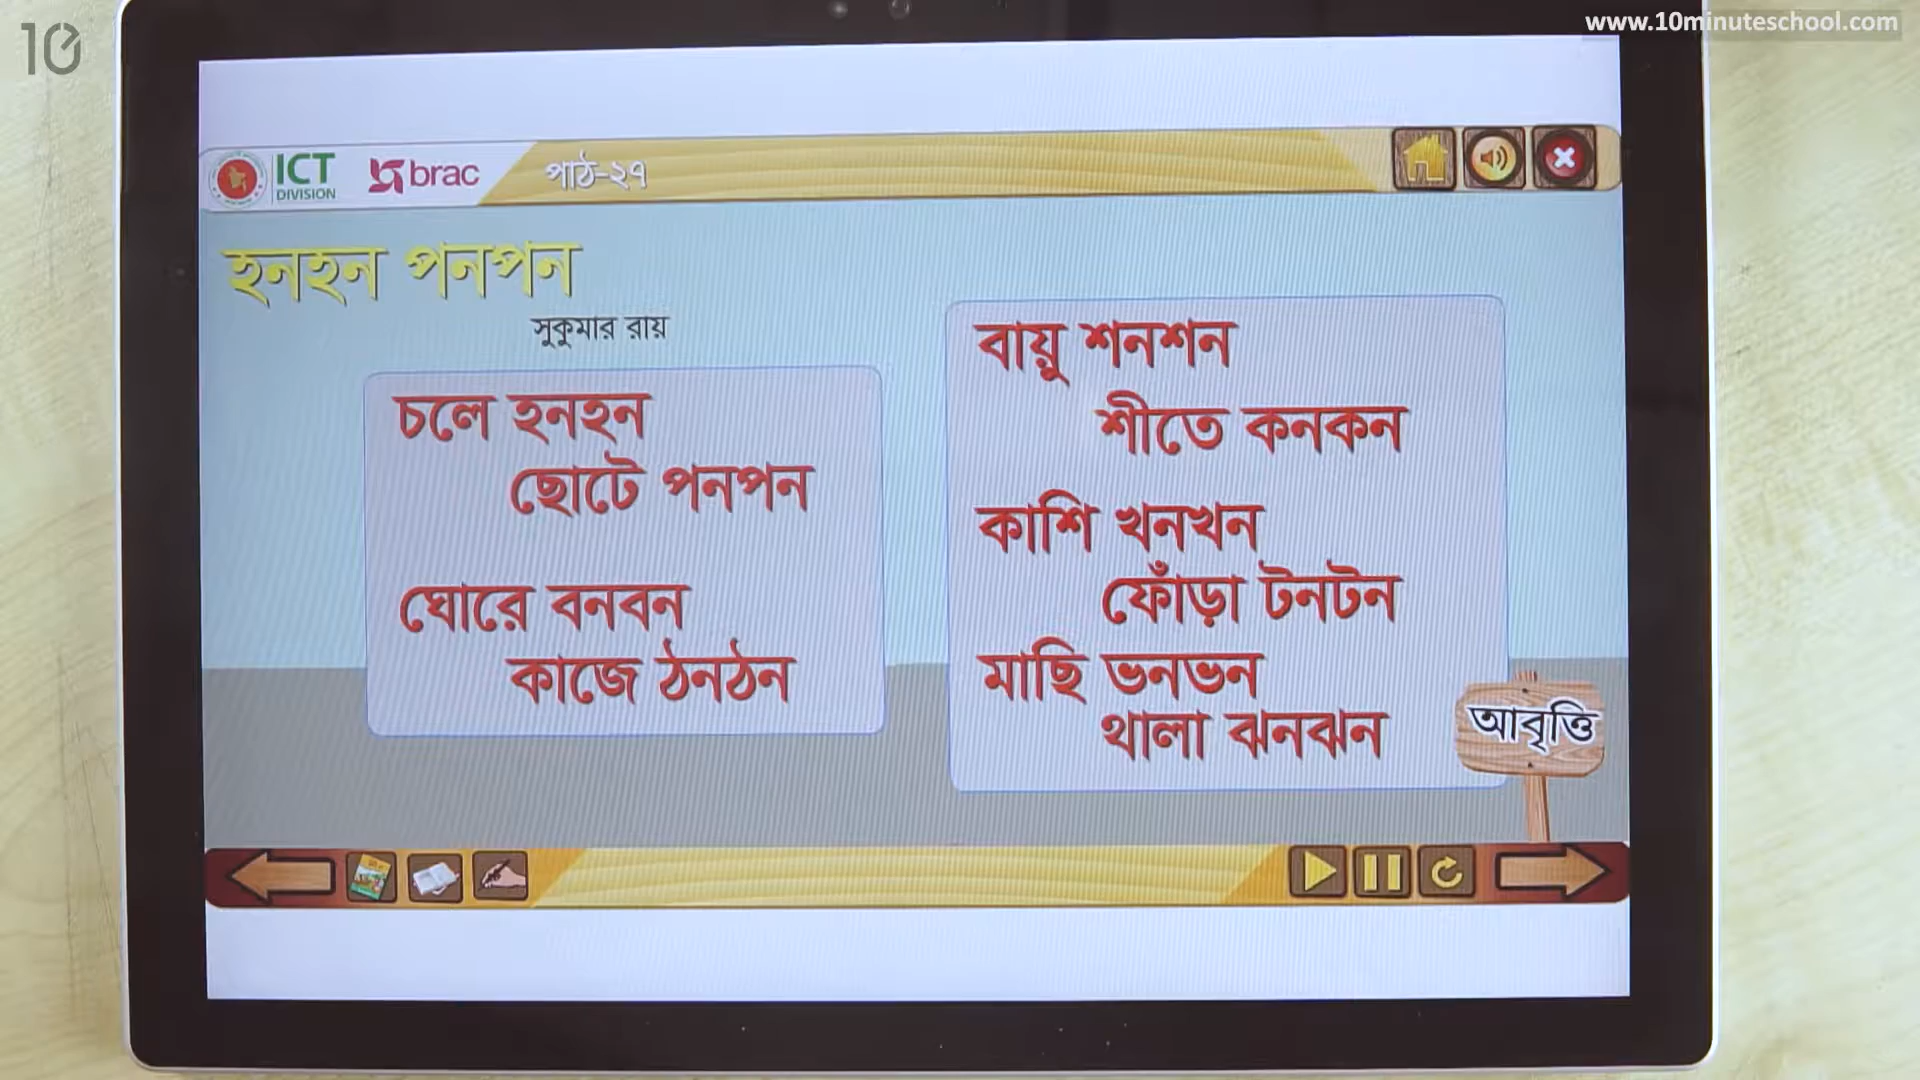 10
www.10minuteschool.com
ICT
DIVISION
brac
পাঠ-২৭
হনহন পনপন
সুকুমার রায়
চলে হনহন
ছোটে পনপন
ঘোরে বনবন
কাজে ঠনঠন
বায়ু শনশন
শীতে কনকন
কাশি খনখন
ফোঁড়া টনটন
মাছি ভনভন
থালা ঝনঝন
আবৃত্তি